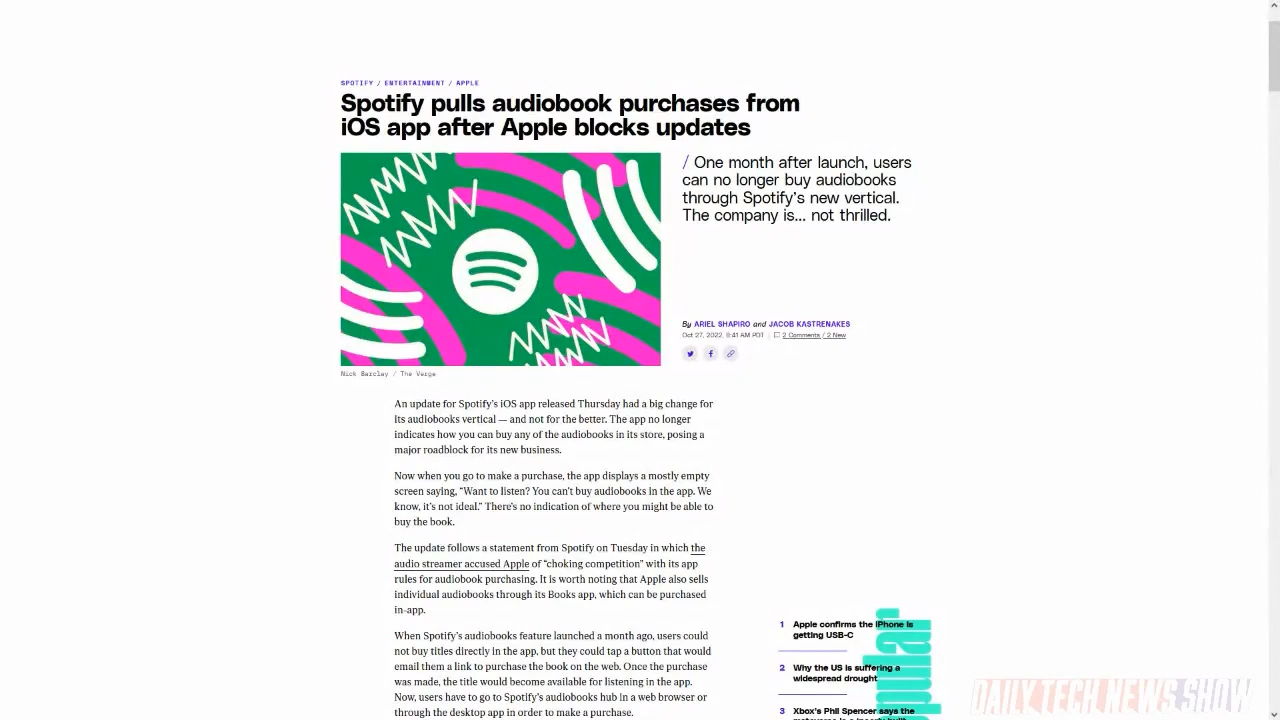 SPOTIFY / ENTERTAINMENT / APPLE
Spotify pulls audiobook purchases from
iOS app after Apple blocks updates
/ One month after launch, users
can no longer buy audiobooks
through Spotify's new vertical.
The company is... not thrilled.
By ARIEL SHAPIRO and JACOB KASTRENAKES
Oct 27, 2022, 11:41 AM PDT | 2 Comments / 2 New
Nick Barclay / The Verge
An update for Spotify's iOS app released Thursday had a big change for
its audiobooks vertical — and not for the better. The app no longer
indicates how you can buy any of the audiobooks in its store, posing a
major roadblock for its new business.
Now when you go to make a purchase, the app displays a mostly empty
screen saying, “Want to listen? You can't buy audiobooks in the app. We
know, it's not ideal.” There's no indication of where you might be able to
buy the book.
The update follows a statement from Spotify on Tuesday in which the
audio streamer accused Apple of “choking competition” with its app
rules for audiobook purchasing. It is worth noting that Apple also sells
individual audiobooks through its Books app, which can be purchased
in-app.
When Spotify's audiobooks feature launched a month ago, users could
not buy titles directly in the app, but they could tap a button that would
email them a link to purchase the book on the web. Once the purchase
was made, the title would become available for listening in the app.
Now, users have to go to Spotify's audiobooks hub in a web browser or
through the desktop app in order to make a purchase.
1 Apple confirms the iPhone is
getting USB-C
2 Why the US is suffering a
widespread drought
3 Xbox's Phil Spencer says the
DAILY TECH NEWS SHOW